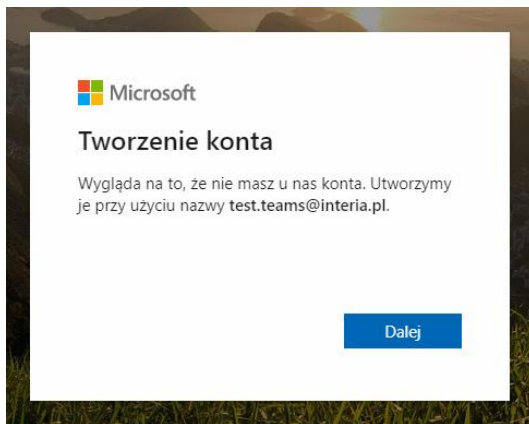 Microsoft
Tworzenie konta
Wygląda na to, że nie masz u nas konta. Utworzymy
je przy użyciu nazwy test.teams@interia.pl.
Dalej